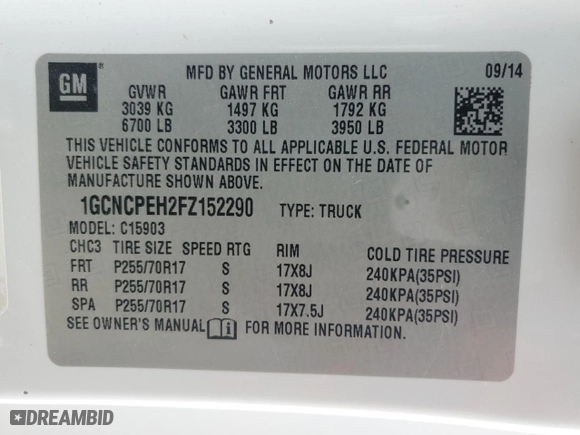 GM ®
MFD BY GENERAL MOTORS LLC 09/14
GVWR GAWR FRT GAWR RR
3039 KG 1497 KG 1792 KG
6700 LB 3300 LB 3950 LB
THIS VEHICLE CONFORMS TO ALL APPLICABLE U.S. FEDERAL MOTOR
VEHICLE SAFETY STANDARDS IN EFFECT ON THE DATE OF
MANUFACTURE SHOWN ABOVE.
1GCNCPEH2FZ152290 TYPE: TRUCK
MODEL: C15903
CHC3 TIRE SIZE SPEED RTG RIM COLD TIRE PRESSURE
FRT P255/70R17 S 17X8J 240KPA(35PSI)
RR P255/70R17 S 17X8J 240KPA(35PSI)
SPA P255/70R17 S 17X7.5J 240KPA(35PSI)
SEE OWNER'S MANUAL i FOR MORE INFORMATION.
DREAMBID